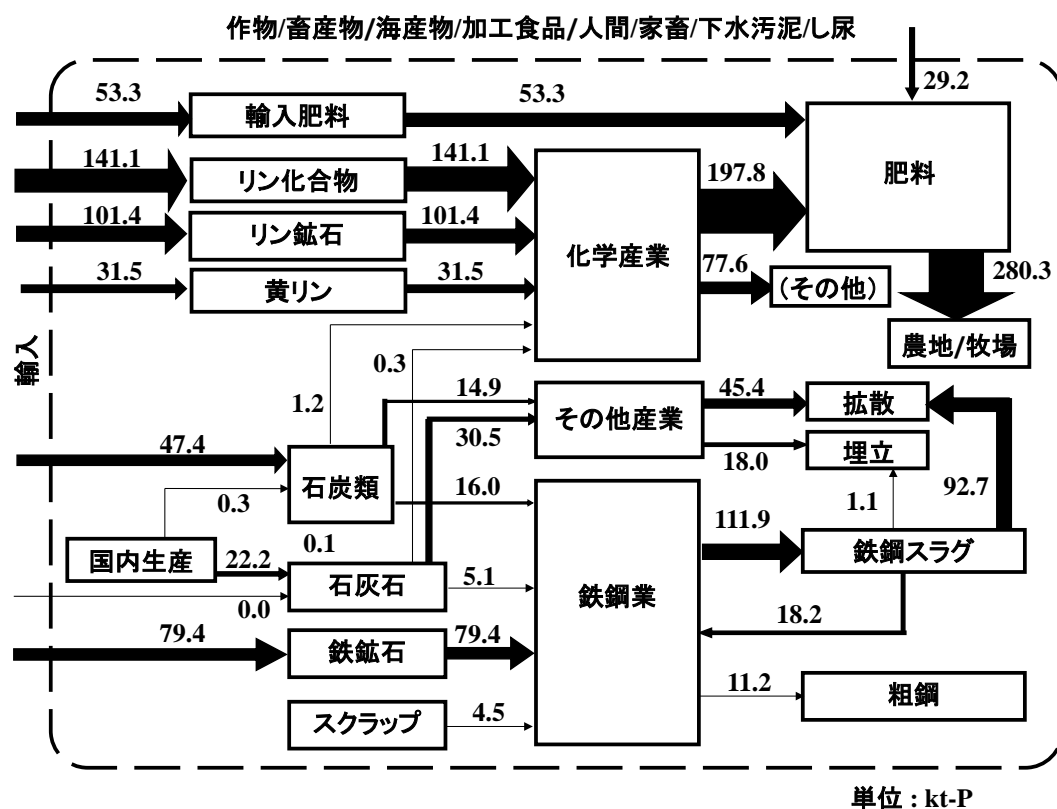 作物/畜産物/海産物/加工食品/人間/家畜/下水汚泥/し尿
29.2
53.3
輸入肥料
53.3
肥料
141.1
リン化合物
141.1
197.8
101.4
リン鉱石
101.4
化学産業
31.5
黄リン
31.5
77.6
(その他)
280.3
農地/牧場
輸入
1.2
0.3
14.9
その他産業
45.4
拡散
30.5
18.0
埋立
47.4
石炭類
16.0
0.3
国内生産
22.2
0.1
石灰石
5.1
0.0
鉄鋼業
111.9
1.1
92.7
鉄鋼スラグ
18.2
79.4
鉄鉱石
79.4
11.2
粗鋼
スクラップ
4.5
単位 : kt-P